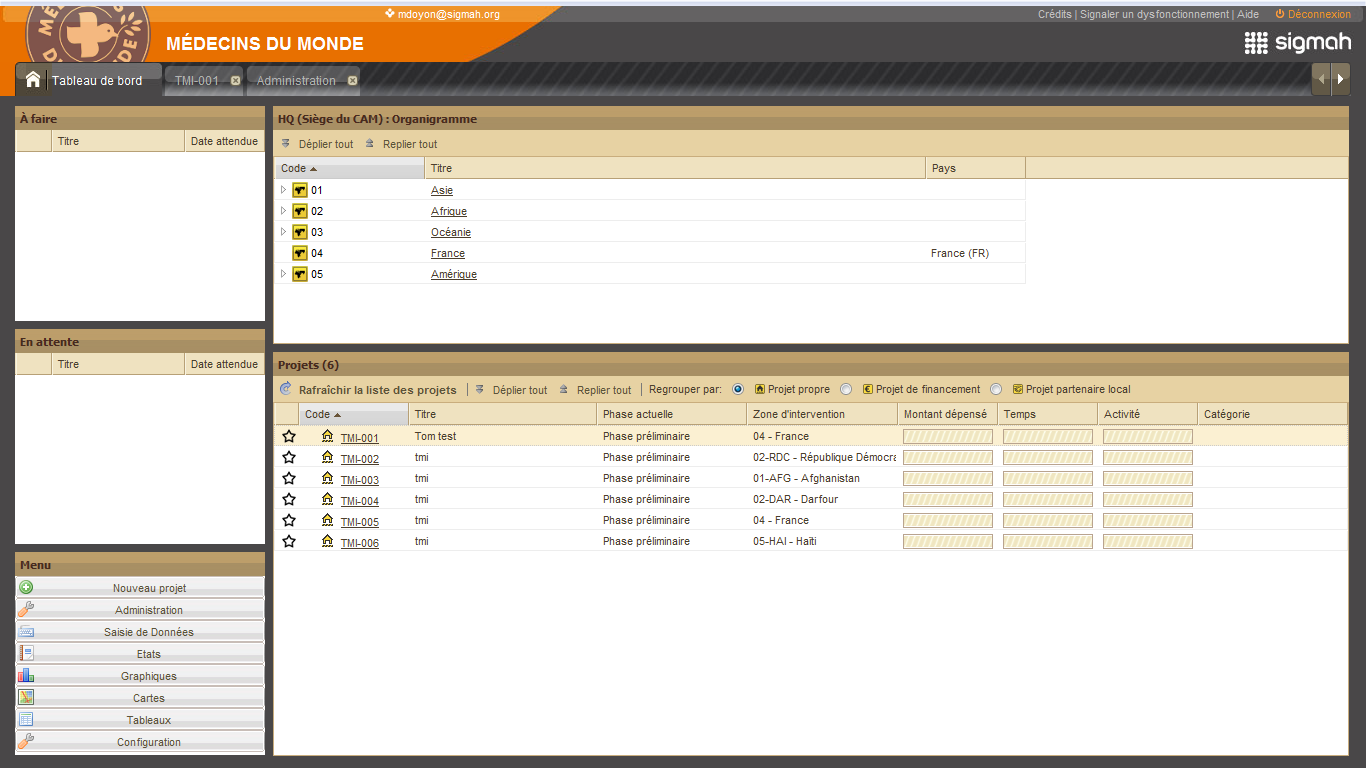 mdoyon@sigmah.org
Crédits | Signaler un dysfonctionnement | Aide Déconnexion
MÉDECINS DU MONDE
sigmah
Tableau de bord TMI-001 Administration
À faire
Titre Date attendue
HQ (Siège du CAM) : Organigramme
Déplier tout Replier tout
Code Titre Pays
01 Asie
02 Afrique
03 Océanie
04 France France (FR)
05 Amérique
En attente
Titre Date attendue
Projets (6)
Rafraîchir la liste des projets Déplier tout Replier tout Regrouper par: Projet propre Projet de financement Projet partenaire local
Code Titre Phase actuelle Zone d'intervention Montant dépensé Temps Activité Catégorie
TMI-001 Tom test Phase préliminaire 04 - France
TMI-002 tmi Phase préliminaire 02-RDC - République Démocra
TMi-003 tmi Phase préliminaire 01-AFG - Afghanistan
TMi-004 tmi Phase préliminaire 02-DAR - Darfour
TMI-005 tmi Phase préliminaire 04 - France
TMI-006 tmi Phase préliminaire 05-HAI - Haïti
Menu
Nouveau projet
Administration
Saisie de Données
Etats
Graphiques
Cartes
Tableaux
Configuration